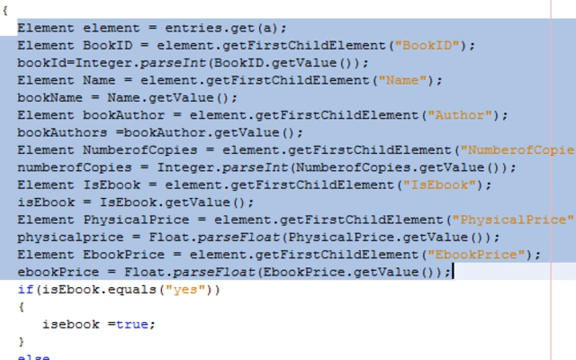 {
Element element = entries.get(a);
Element BookID = element.getFirstChildElement("BookID");
bookId=Integer.parseInt(BookID.getValue());
Element Name = element.getFirstChildElement("Name");
bookName = Name.getValue();
Element bookAuthor = element.getFirstChildElement("Author");
bookAuthors =bookAuthor.getValue();
Element NumberofCopies = element.getFirstChildElement("NumberofCopie
numberofCopies = Integer.parseInt(NumberofCopies.getValue());
Element IsEbook = element.getFirstChildElement("IsEbook");
isEbook = IsEbook.getValue();
Element PhysicalPrice = element.getFirstChildElement("PhysicalPrice"
physicalprice = Float.parseFloat(PhysicalPrice.getValue());
Element EbookPrice = element.getFirstChildElement("EbookPrice");
ebookPrice = Float.parseFloat(EbookPrice.getValue());
if(isEbook.equals("yes"))
{
isebook =true;
}
else